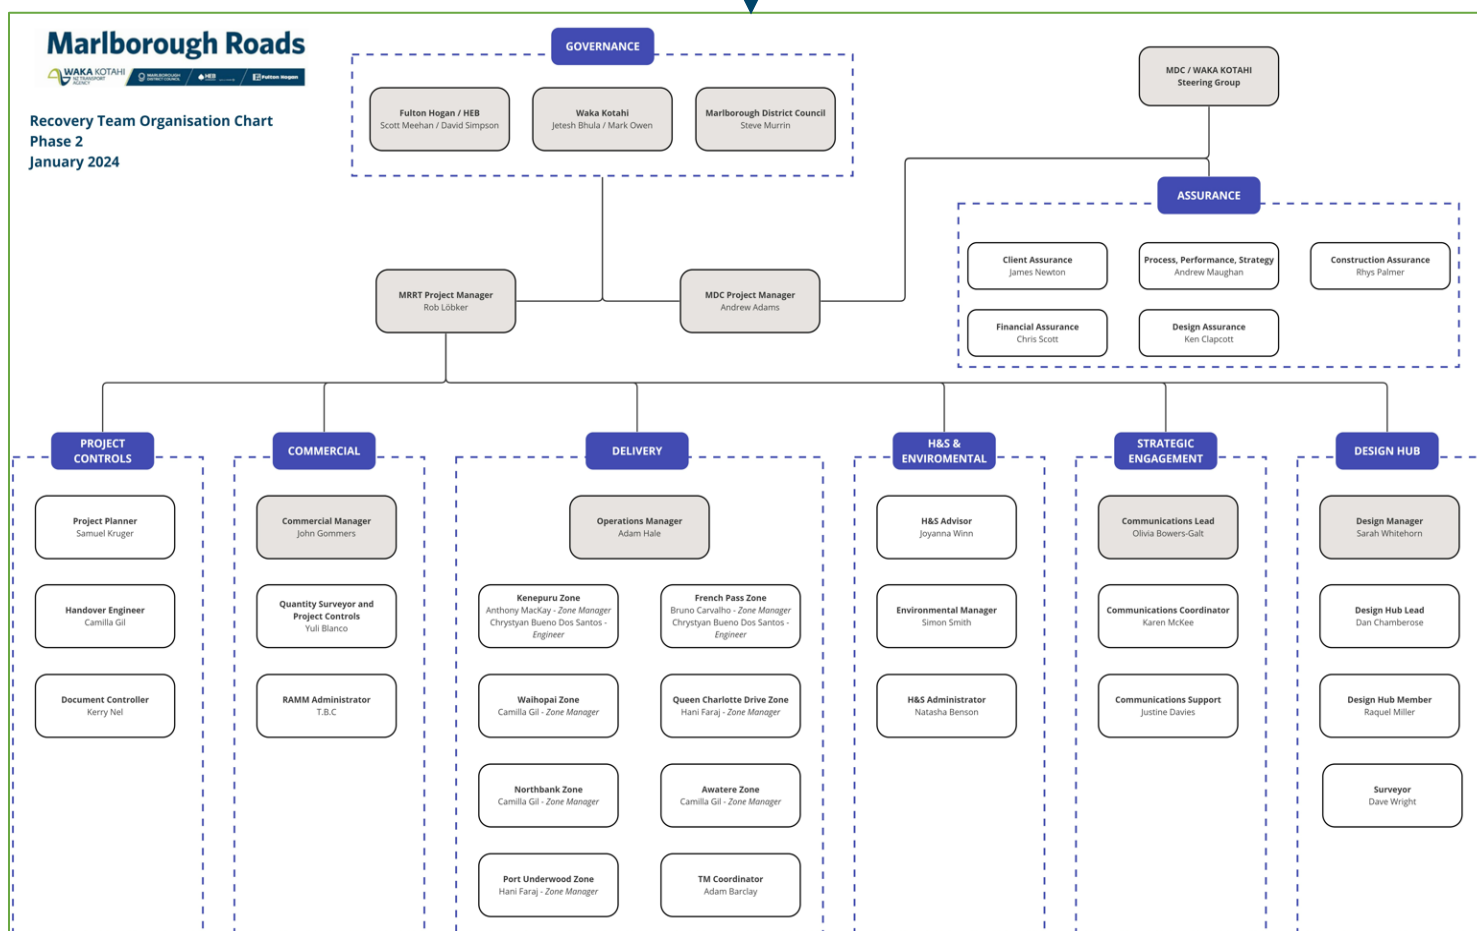 Marlborough Roads
WAKA KOTAHI
NZ TRANSPORT
AGENCY
MARLBOROUGH
DISTRICT COUNCIL
HEB
Fulton Hogan
Recovery Team Organisation Chart
Phase 2
January 2024
GOVERNANCE
Fulton Hogan / HEB
Scott Meehan / David Simpson
Waka Kotahi
Jetesh Bhula / Mark Owen
Marlborough District Council
Steve Murrin
MDC / WAKA KOTAHI
Steering Group
ASSURANCE
Client Assurance
James Newton
Process, Performance, Strategy
Andrew Maughan
Construction Assurance
Rhys Palmer
Financial Assurance
Chris Scott
Design Assurance
Ken Clapcott
MRRT Project Manager
Rob Löbker
MDC Project Manager
Andrew Adams
PROJECT
CONTROLS
Project Planner
Samuel Kruger
Handover Engineer
Camilla Gil
Document Controller
Kerry Nel
COMMERCIAL
Commercial Manager
John Gommers
Quantity Surveyor and
Project Controls
Yuli Blanco
RAMM Administrator
T.B.C
DELIVERY
Operations Manager
Adam Hale
Kenepuru Zone
Anthony MacKay - Zone Manager
Chrystyan Bueno Dos Santos -
Engineer
French Pass Zone
Bruno Carvalho - Zone Manager
Chrystyan Bueno Dos Santos -
Engineer
Waihopai Zone
Camilla Gil - Zone Manager
Queen Charlotte Drive Zone
Hani Faraj - Zone Manager
Northbank Zone
Camilla Gil - Zone Manager
Awatere Zone
Camilla Gil - Zone Manager
Port Underwood Zone
Hani Faraj - Zone Manager
TM Coordinator
Adam Barclay
H&S &
ENVIROMENTAL
H&S Advisor
Joyanna Winn
Environmental Manager
Simon Smith
H&S Administrator
Natasha Benson
STRATEGIC
ENGAGEMENT
Communications Lead
Olivia Bowers-Galt
Communications Coordinator
Karen McKee
Communications Support
Justine Davies
DESIGN HUB
Design Manager
Sarah Whitehorn
Design Hub Lead
Dan Chamberose
Design Hub Member
Raquel Miller
Surveyor
Dave Wright